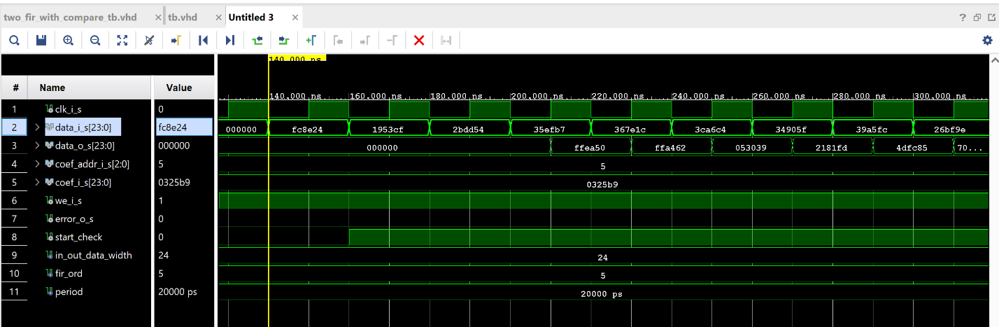 two_fir_with_compare_tb.vhd × tb.vhd × Untitled 3 × ?
140.000 ns
# Name Value
140.000 ns 160.000 ns 180.000 ns 200.000 ns 220.000 ns 240.000 ns 260.000 ns 280.000 ns 300.000 ns
1 clk_i_s 0
2 > data_i_s[23:0] fc8e24 000000 fc8e24 1953cf 2bdd54 35efb7 367e1c 3ca6c4 34905f 39a5fc 26bf9e
3 > data_o_s[23:0] 000000 000000 ffea50 ffa462 053039 2181fd 4dfc85 70...
4 > coef_addr_i_s[2:0] 5 5
5 > coef_i_s[23:0] 0325b9 0325b9
6 we_i_s 1
7 error_o_s 0
8 start_check 0
9 in_out_data_width 24 24
10 fir_ord 5 5
11 period 20000 ps 20000 ps